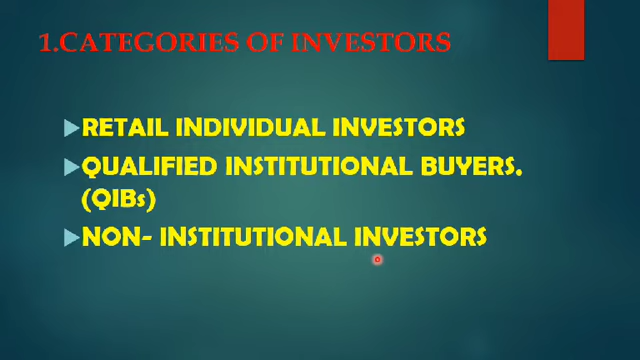 1.CATEGORIES OF INVESTORS
RETAIL INDIVIDUAL INVESTORS
QUALIFIED INSTITUTIONAL BUYERS.
(QIBs)
NON- INSTITUTIONAL INVESTORS